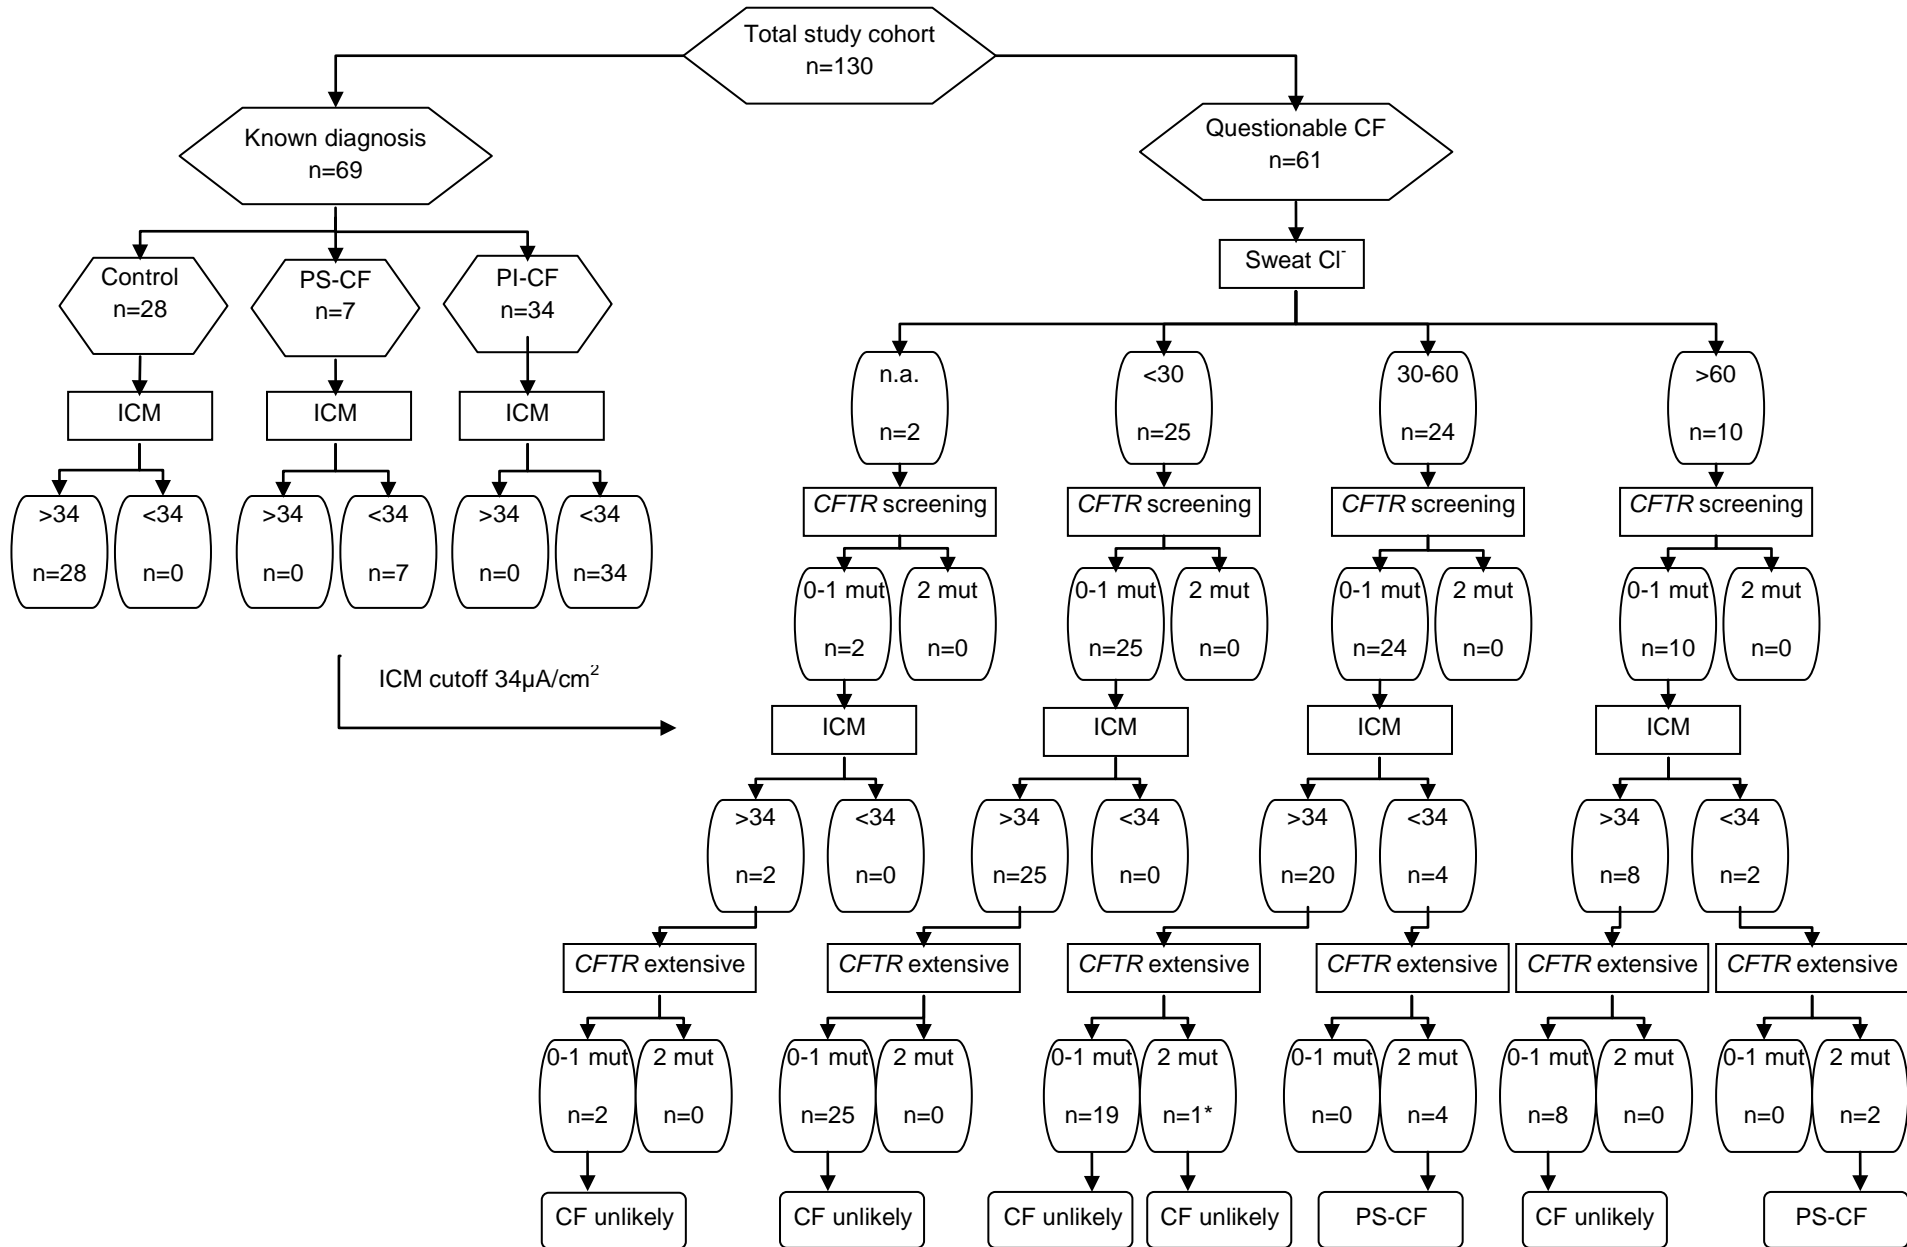 Total study cohort
n=130
Known diagnosis
n=69
Questionable CF
n=61
Sweat Cl⁻
Control
n=28
PS-CF
n=7
PI-CF
n=34
ICM
ICM
ICM
>34
n=28
<34
n=0
>34
n=0
<34
n=7
>34
n=0
<34
n=34
ICM cutoff 34µA/cm²
n.a.
n=2
<30
n=25
30-60
n=24
>60
n=10
CFTR screening
CFTR screening
CFTR screening
CFTR screening
0-1 mut
n=2
2 mut
n=0
0-1 mut
n=25
2 mut
n=0
0-1 mut
n=24
2 mut
n=0
0-1 mut
n=10
2 mut
n=0
ICM
ICM
ICM
ICM
>34
n=2
<34
n=0
>34
n=25
<34
n=0
>34
n=20
<34
n=4
>34
n=8
<34
n=2
CFTR extensive
CFTR extensive
CFTR extensive
CFTR extensive
CFTR extensive
CFTR extensive
0-1 mut
n=2
2 mut
n=0
0-1 mut
n=25
2 mut
n=0
0-1 mut
n=19
2 mut
n=1*
0-1 mut
n=0
2 mut
n=4
0-1 mut
n=8
2 mut
n=0
0-1 mut
n=0
2 mut
n=2
CF unlikely
CF unlikely
CF unlikely
CF unlikely
PS-CF
CF unlikely
PS-CF